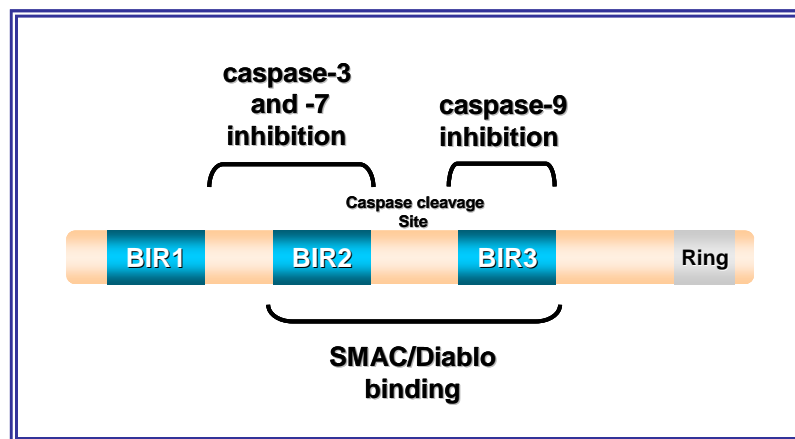 caspase-3
and -7
inhibition
caspase-9
inhibition
Caspase cleavage
Site
BIR1
BIR2
BIR3
Ring
SMAC/Diablo
binding